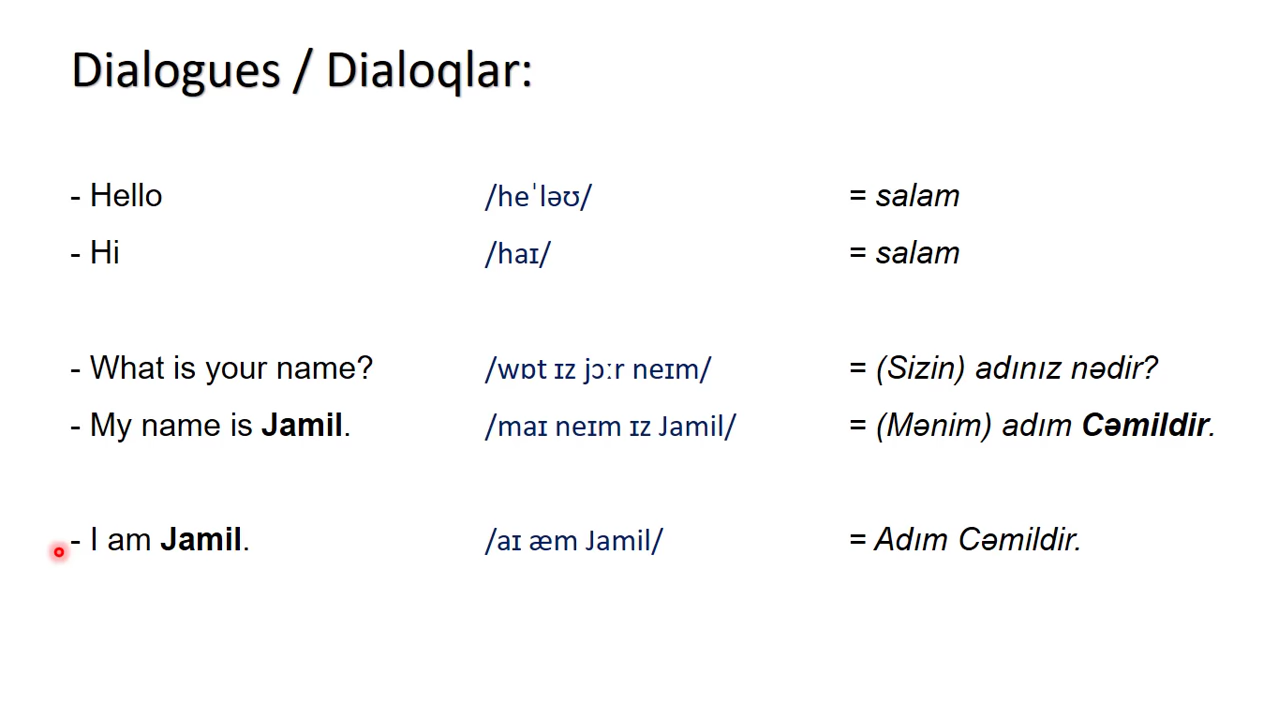 Dialogues / Dialoqlar:
- Hello /heˈləʊ/ = salam
- Hi /haɪ/ = salam
- What is your name? /wɒt ɪz jɔːr neɪm/ = (Sizin) adınız nədir?
- My name is Jamil. /maɪ neɪm ɪz Jamil/ = (Mənim) adım Cəmildir.
- I am Jamil. /aɪ æm Jamil/ = Adım Cəmildir.